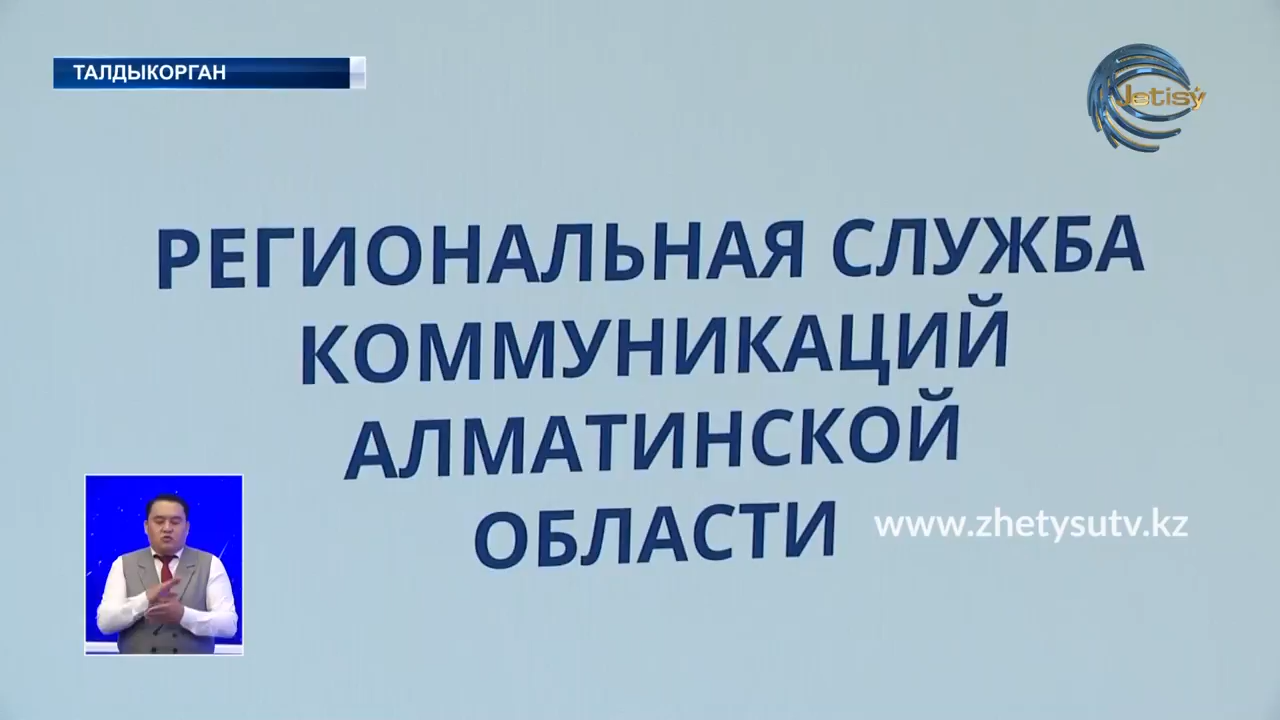 ТАЛДЫКОРГАН
Jetisý
РЕГИОНАЛЬНАЯ СЛУЖБА
КОММУНИКАЦИЙ
АЛМАТИНСКОЙ
ОБЛАСТИ
www.zhetysutv.kz